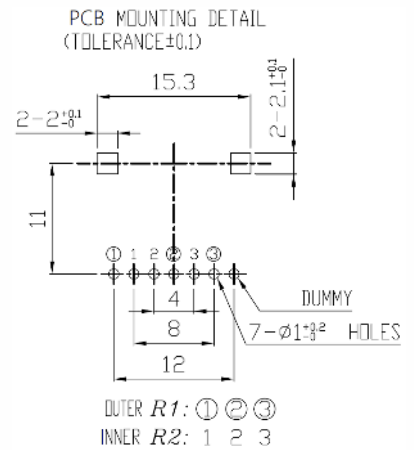 PCB MOUNTING DETAIL
(TOLERANCE±0.1)
15.3
2-2+0.1-0
2-2.1+0.1-0
11
① 1 2 ② 3 ③
4
DUMMY
8
7-Ø1+0.2-0 HOLES
12
OUTER R1: ① ② ③
INNER R2: 1 2 3